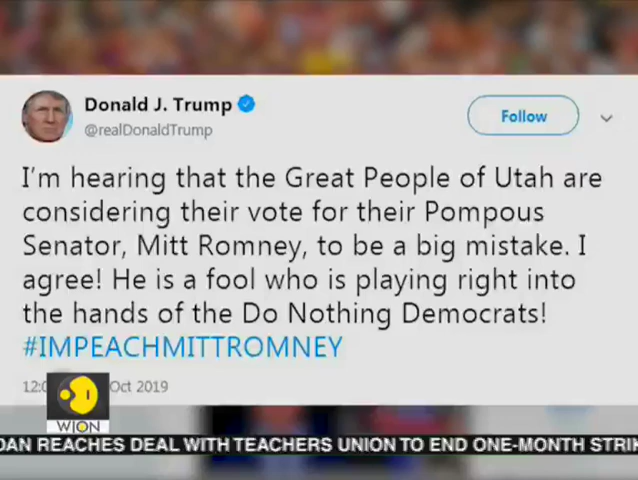 Donald J. Trump
@realDonaldTrump
Follow
I'm hearing that the Great People of Utah are
considering their vote for their Pompous
Senator, Mitt Romney, to be a big mistake. I
agree! He is a fool who is playing right into
the hands of the Do Nothing Democrats!
#IMPEACHMITTROMNEY
Oct 2019
WION
REACHES DEAL WITH TEACHERS UNION TO END ONE-MONTH